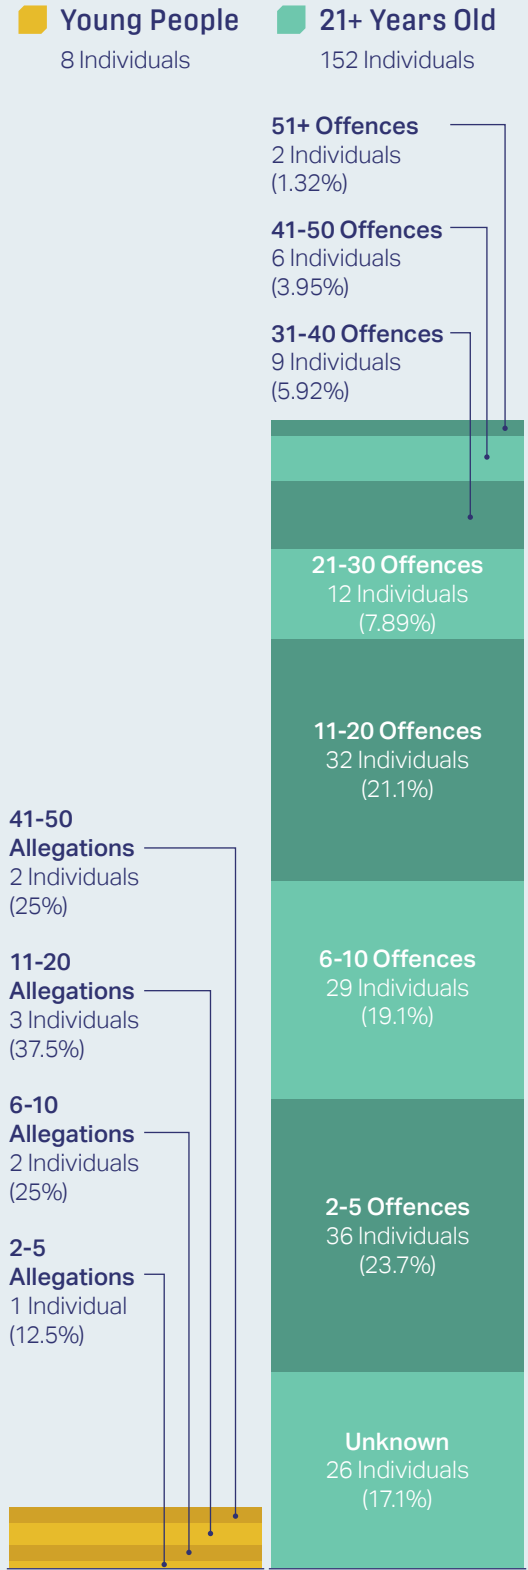 Young People
8 Individuals
21+ Years Old
152 Individuals
51+ Offences
2 Individuals
(1.32%)
41-50 Offences
6 Individuals
(3.95%)
31-40 Offences
9 Individuals
(5.92%)
21-30 Offences
12 Individuals
(7.89%)
11-20 Offences
32 Individuals
(21.1%)
6-10 Offences
29 Individuals
(19.1%)
2-5 Offences
36 Individuals
(23.7%)
Unknown
26 Individuals
(17.1%)
41-50
Allegations
2 Individuals
(25%)
11-20
Allegations
3 Individuals
(37.5%)
6-10
Allegations
2 Individuals
(25%)
2-5
Allegations
1 Individual
(12.5%)